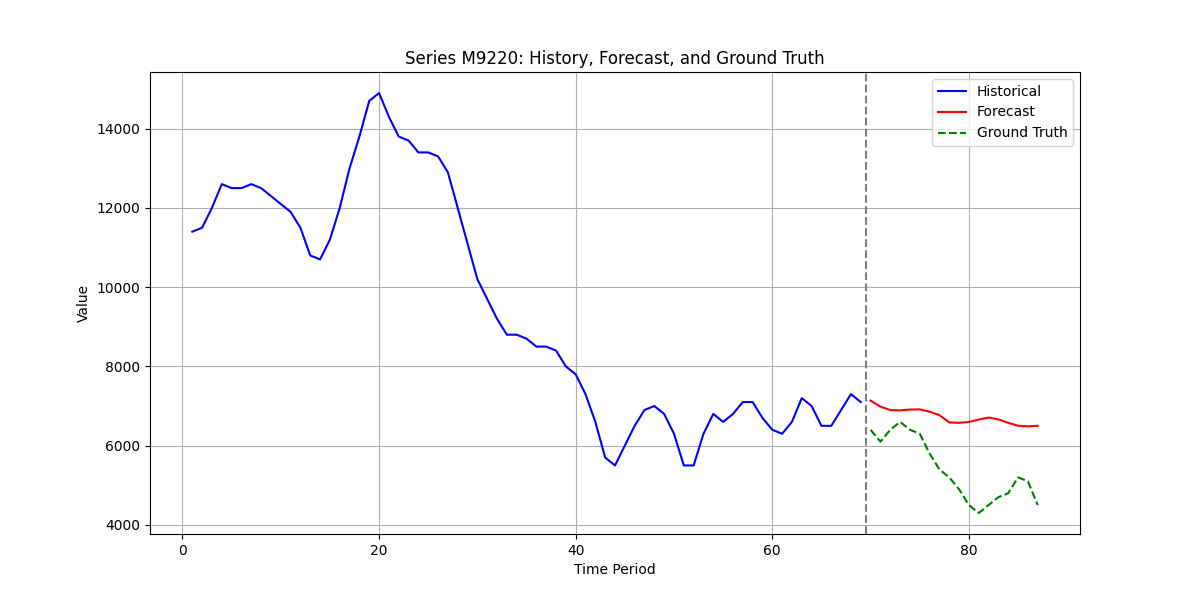 Series M9220: History, Forecast, and Ground Truth
Historical
Forecast
Ground Truth
14000
12000
10000
8000
6000
4000
Value
0
20
40
60
80
Time Period